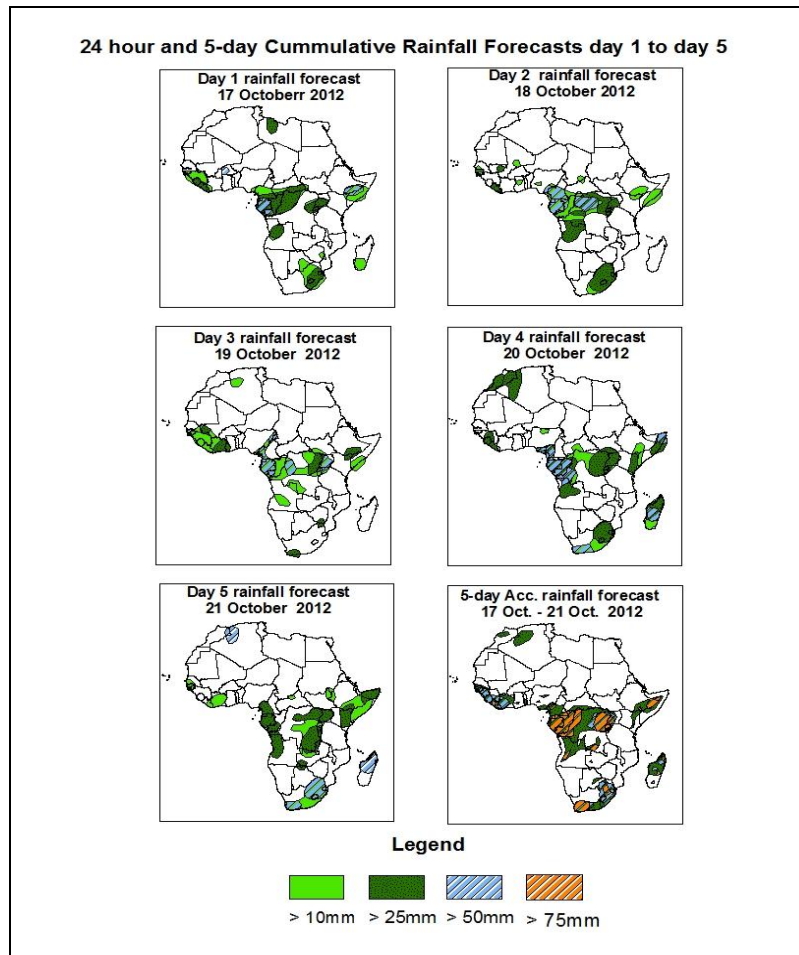 24 hour and 5-day Cummulative Rainfall Forecasts day 1 to day 5
Day 1 rainfall forecast
17 Octoberr 2012
Day 2 rainfall forecast
18 October 2012
Day 3 rainfall forecast
19 October 2012
Day 4 rainfall forecast
20 October 2012
Day 5 rainfall forecast
21 October 2012
5-day Acc. rainfall forecast
17 Oct. - 21 Oct. 2012
Legend
> 10mm
> 25mm
> 50mm
> 75mm